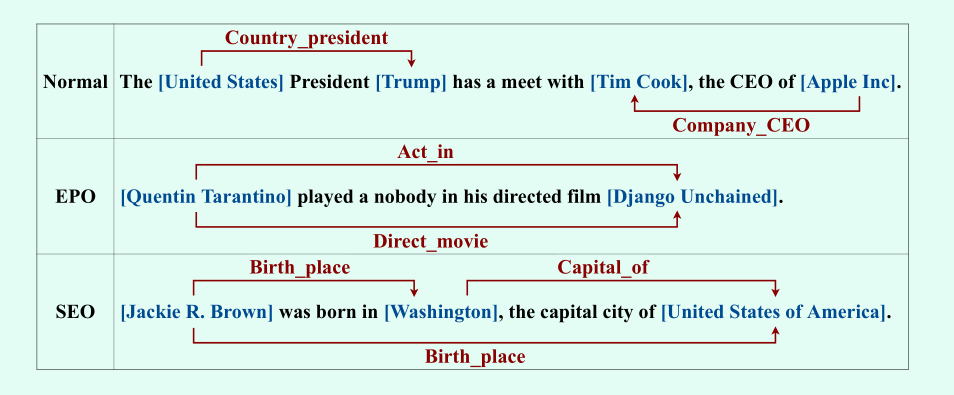 Country_president
Normal The [United States] President [Trump] has a meet with [Tim Cook], the CEO of [Apple Inc].
Company_CEO
Act_in
EPO [Quentin Tarantino] played a nobody in his directed film [Django Unchained].
Direct_movie
Birth_place Capital_of
SEO [Jackie R. Brown] was born in [Washington], the capital city of [United States of America].
Birth_place